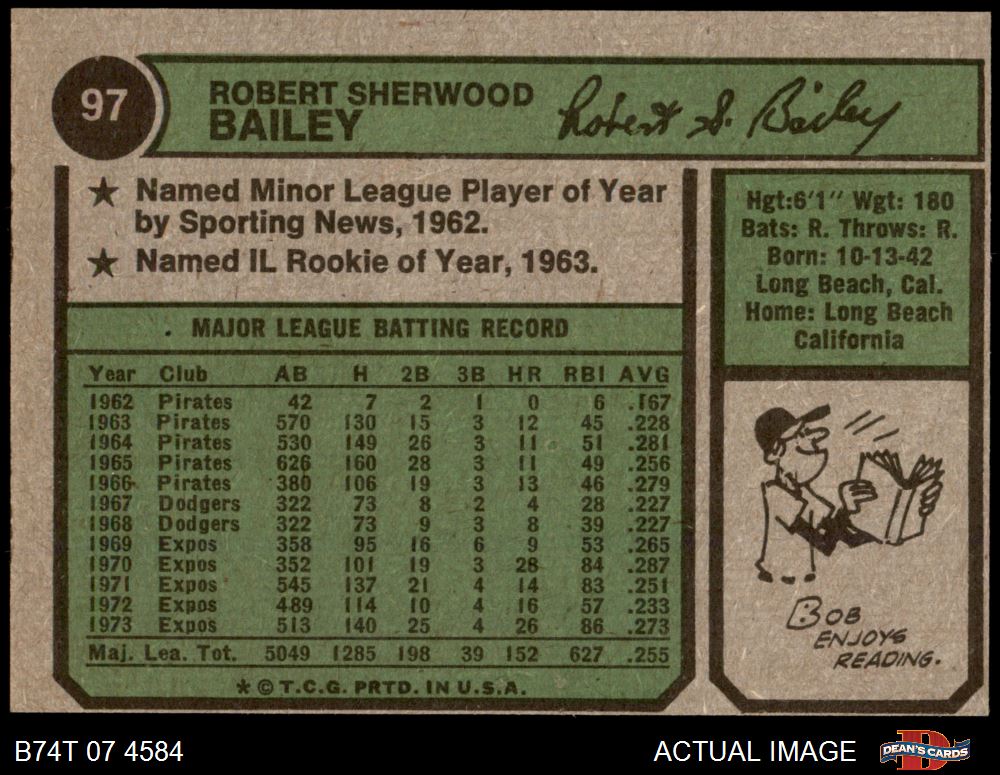 97
ROBERT SHERWOOD
BAILEY
Robert S. Bailey
★ Named Minor League Player of Year
by Sporting News, 1962.
★ Named IL Rookie of Year, 1963.
Hgt:6'1" Wgt: 180
Bats: R. Throws: R.
Born: 10-13-42
Long Beach, Cal.
Home: Long Beach
California
MAJOR LEAGUE BATTING RECORD
Year Club AB H 2B 3B HR RBI AVG
1962 Pirates 42 7 2 1 0 6 .167
1963 Pirates 570 130 15 3 12 45 .228
1964 Pirates 530 149 26 3 11 51 .281
1965 Pirates 626 160 28 3 11 49 .256
1966 Pirates 380 106 19 3 13 46 .279
1967 Dodgers 322 73 8 2 4 28 .227
1968 Dodgers 322 73 9 3 8 39 .227
1969 Expos 358 95 16 6 9 53 .265
1970 Expos 352 101 19 3 28 84 .287
1971 Expos 545 137 21 4 14 83 .251
1972 Expos 489 114 10 4 16 57 .233
1973 Expos 513 140 25 4 26 86 .273
Maj. Lea. Tot. 5049 1285 198 39 152 627 .255
* © T.C.G. PRTD. IN U.S.A.
BOB
ENJOYS
READING.
B74T 07 4584
ACTUAL IMAGE
DEAN'S CARDS